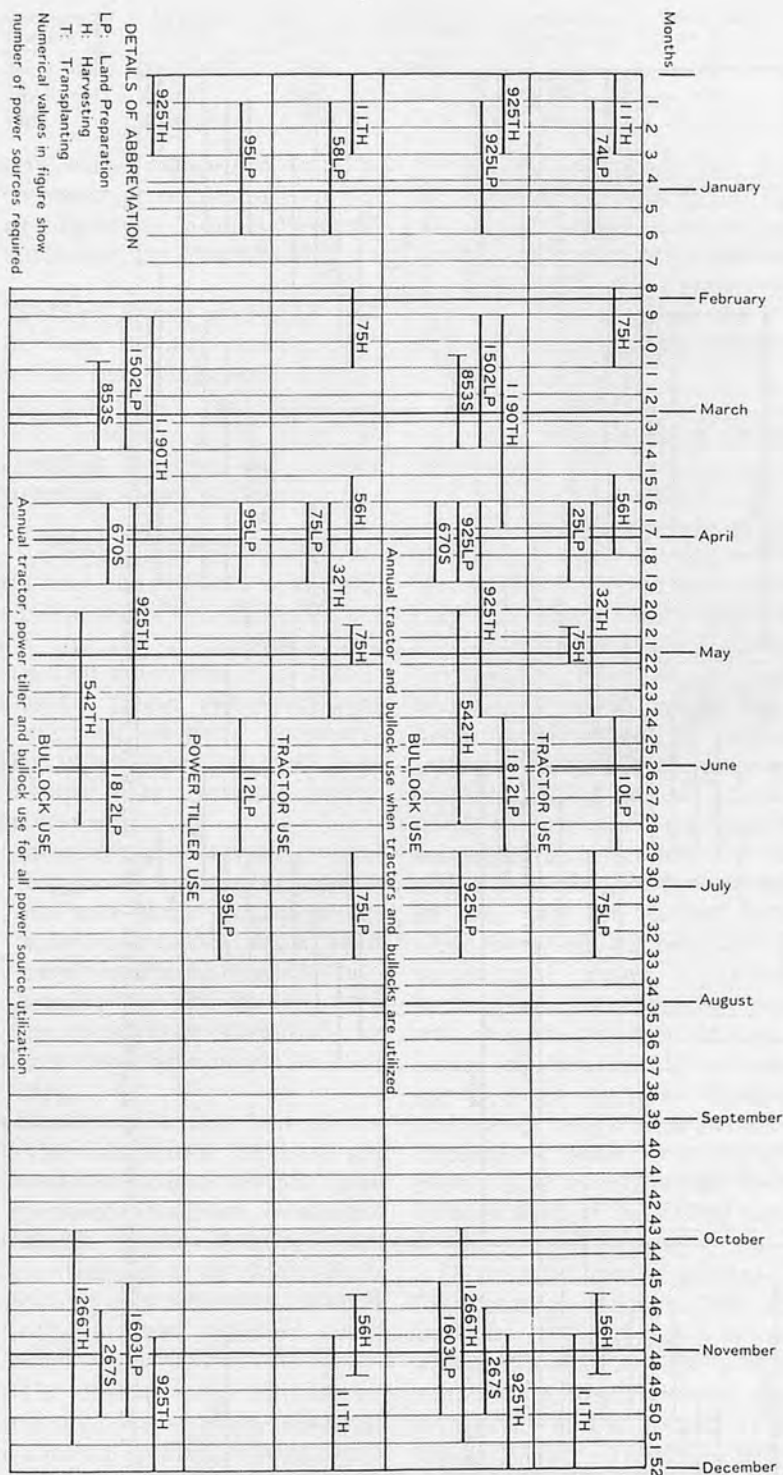 Months
January
February
March
April
May
June
July
August
September
October
November
December
1 2 3 4 5 6 7 8 9 10 11 12 13 14 15 16 17 18 19 20 21 22 23 24 25 26 27 28 29 30 31 32 33 34 35 36 37 38 39 40 41 42 43 44 45 46 47 48 49 50 51 52
11TH 75H 56H 10LP 56H
74LP 25LP 32TH 75LP
75H 11TH
TRACTOR USE
925TH 1190TH 1812LP 925TH
925LP 1502LP 925TH 267S
853S 925LP 542TH 925LP 1266TH
670S 1603LP
BULLOCK USE
Annual tractor and bullock use when tractors and bullocks are utilized
11TH 75H 56H 75H 75LP 56H
58LP 32TH 11TH
75LP
TRACTOR USE
95LP 95LP 12LP
95LP
POWER TILLER USE
925TH 1190TH 925TH
1502LP 925TH 1603LP
853S 670S 1812LP 267S
542TH 1266TH
BULLOCK USE
Annual tractor, power tiller and bullock use for all power source utilization
DETAILS OF ABBREVIATION
LP: Land Preparation
H: Harvesting
T: Transplanting
Numerical values in figure show
number of power sources required